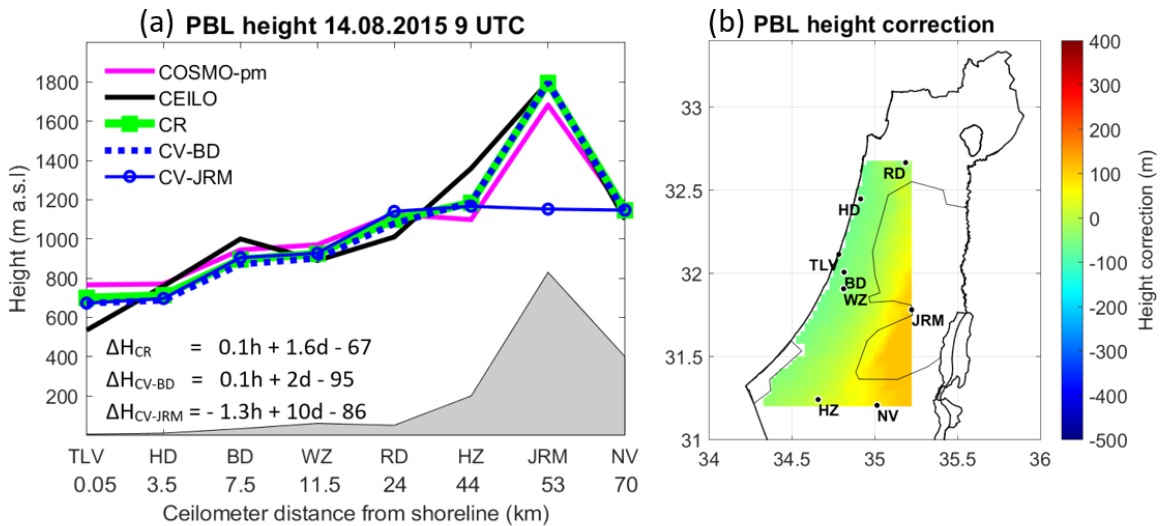 (a) PBL height 14.08.2015 9 UTC
COSMO-pm
CEILO
CR
CV-BD
CV-JRM
1800
1600
1400
1200
1000
800
600
400
200
Height (m a.s.l)
ΔHCR = 0.1h + 1.6d - 67
ΔHCV-BD = 0.1h + 2d - 95
ΔHCV-JRM = - 1.3h + 10d - 86
TLV HD BD WZ RD HZ JRM NV
0.05 3.5 7.5 11.5 24 44 53 70
Ceilometer distance from shoreline (km)
(b) PBL height correction
33
32.5
32
31.5
31
34 34.5 35 35.5 36
RD
HD
TLV
BD
WZ
JRM
HZ
NV
400
300
200
100
0
-100
-200
-300
-400
-500
Height correction (m)